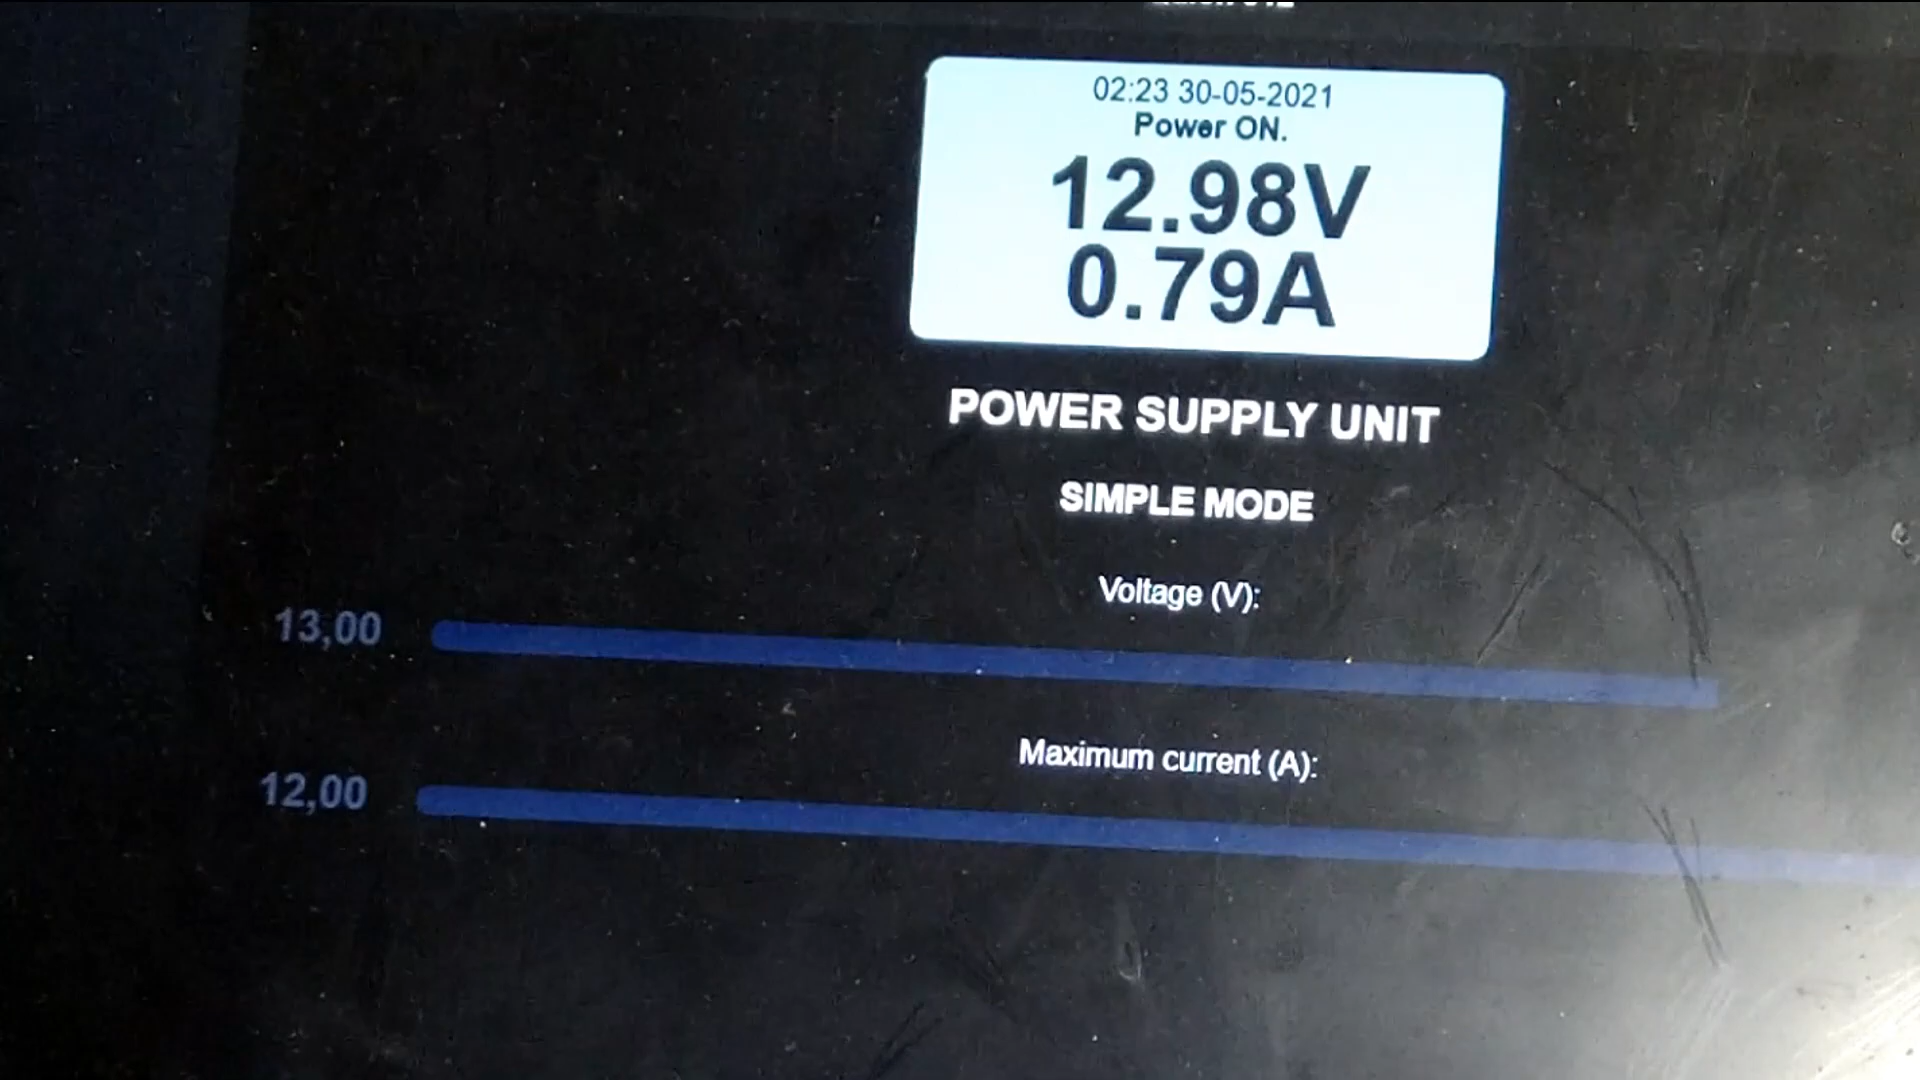 02:23 30-05-2021
Power ON.
12.98V
0.79A
POWER SUPPLY UNIT
SIMPLE MODE
Voltage (V):
13,00
Maximum current (A):
12,00